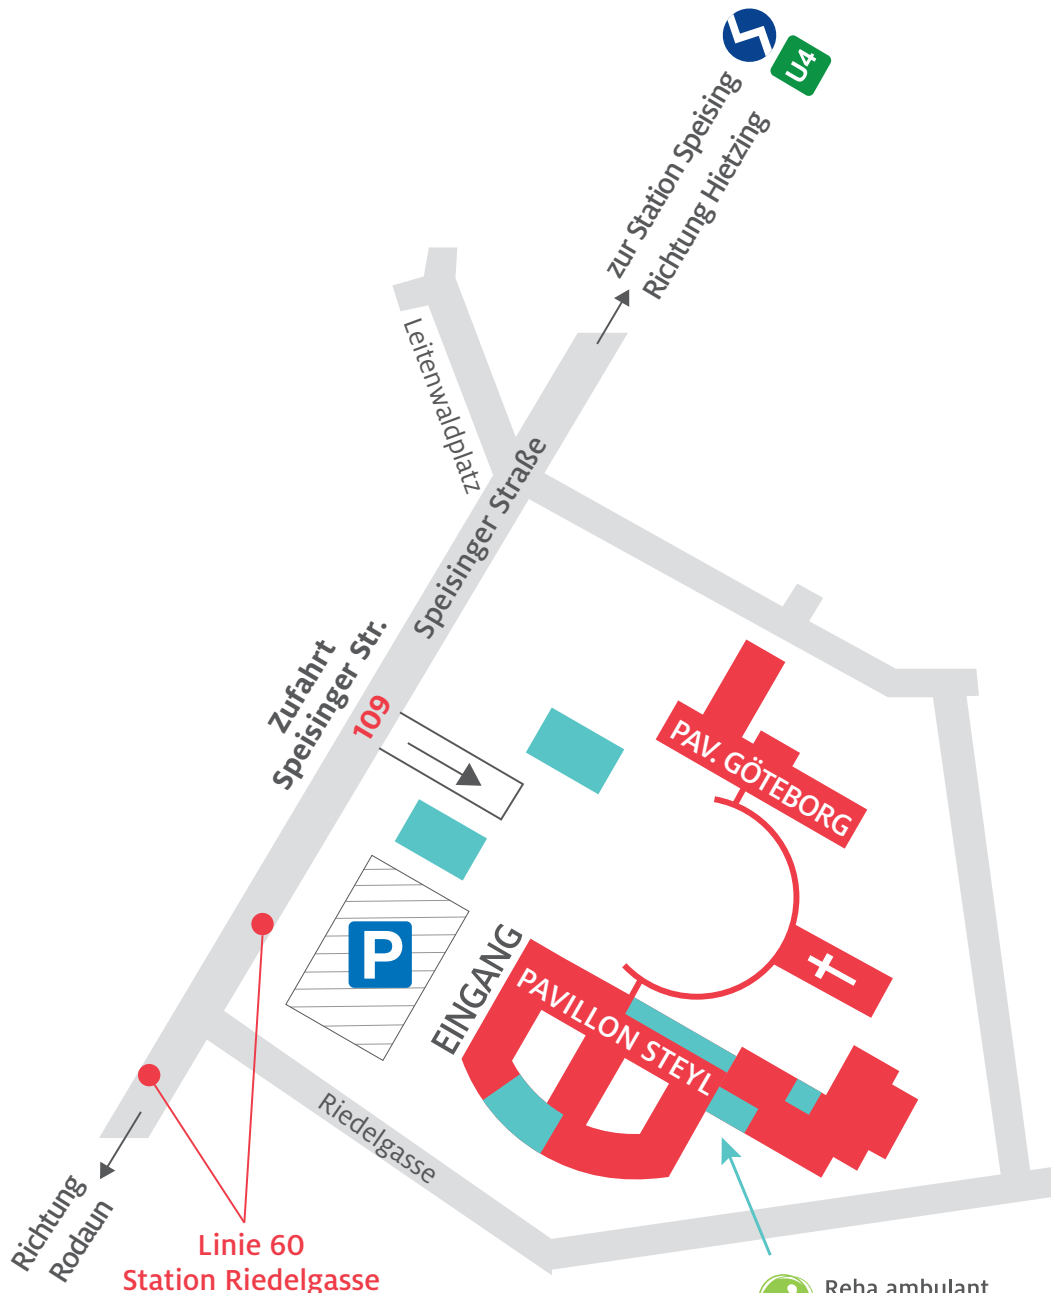 U4
zur Station Speising
Richtung Hietzing
Leitenwaldplatz
Speisinger Straße
Zufahrt
Speisinger Str.
109
PAV. GÖTEBORG
P
EINGANG
PAVILLON STEYL
Riedelgasse
Richtung
Rodaun
Linie 60
Station Riedelgasse
Reha ambulant